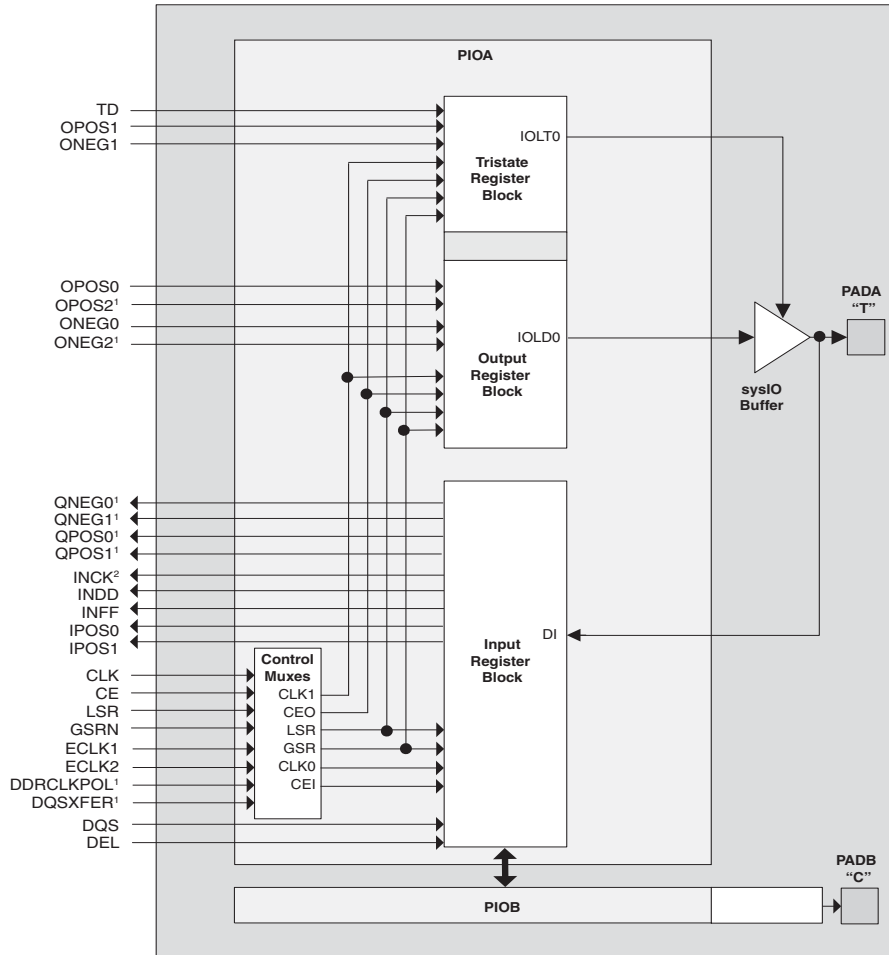 PIOA
TD
OPOS1
ONEG1
IOLT0
Tristate
Register
Block
OPOS0
OPOS2¹
ONEG0
ONEG2¹
IOLD0
Output
Register
Block
PADA
“T”
sysIO
Buffer
QNEG0¹
QNEG1¹
QPOS0¹
QPOS1¹
INCK²
INDD
INFF
IPOS0
IPOS1
DI
Input
Register
Block
Control
Muxes
CLK
CE
LSR
GSRN
ECLK1
ECLK2
DDRCLKPOL¹
DQSXFER¹
CLK1
CEO
LSR
GSR
CLK0
CEI
DQS
DEL
PADB
“C”
PIOB